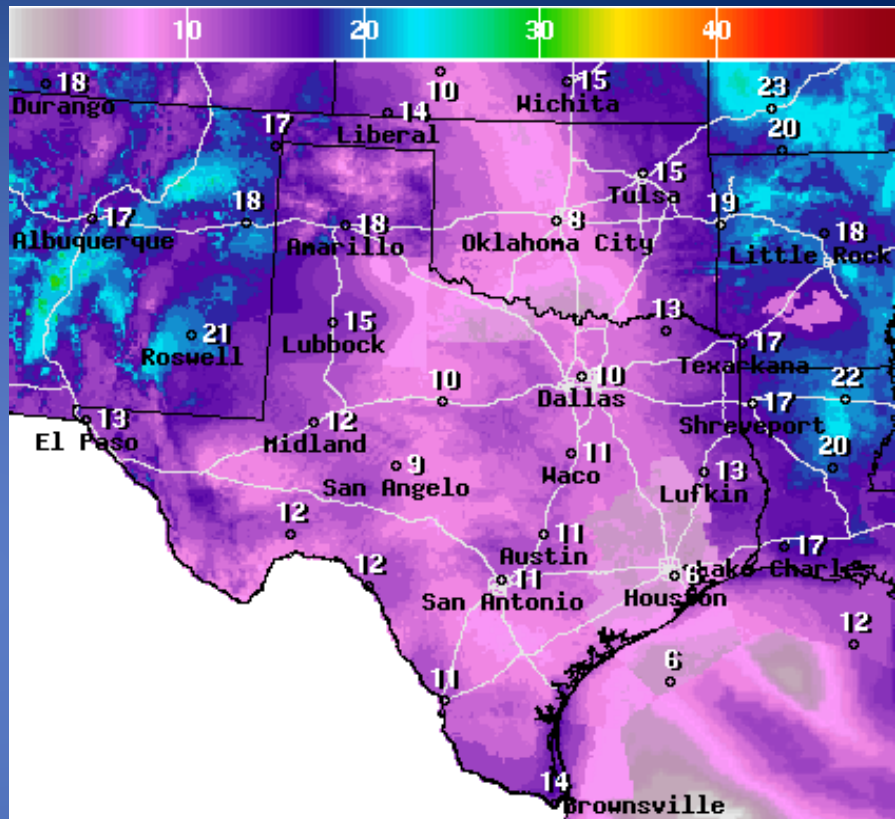 10 20 30 40
18 10 15 23
Durango Wichita
17 14 20
Liberal
15
Tulsa
17 18 18 8 19 18
Albuquerque Amarillo Oklahoma City Little Rock
21 15 13 17
Roswell Lubbock Texarkana
10 10 22
Dallas
13 12 17
El Paso Midland Shreveport
9 11 13 20
San Angelo Waco Lufkin
12 11 17
Austin
12 11 6 Lake Charles
San Antonio Houston
12
11 6
14
Brownsville